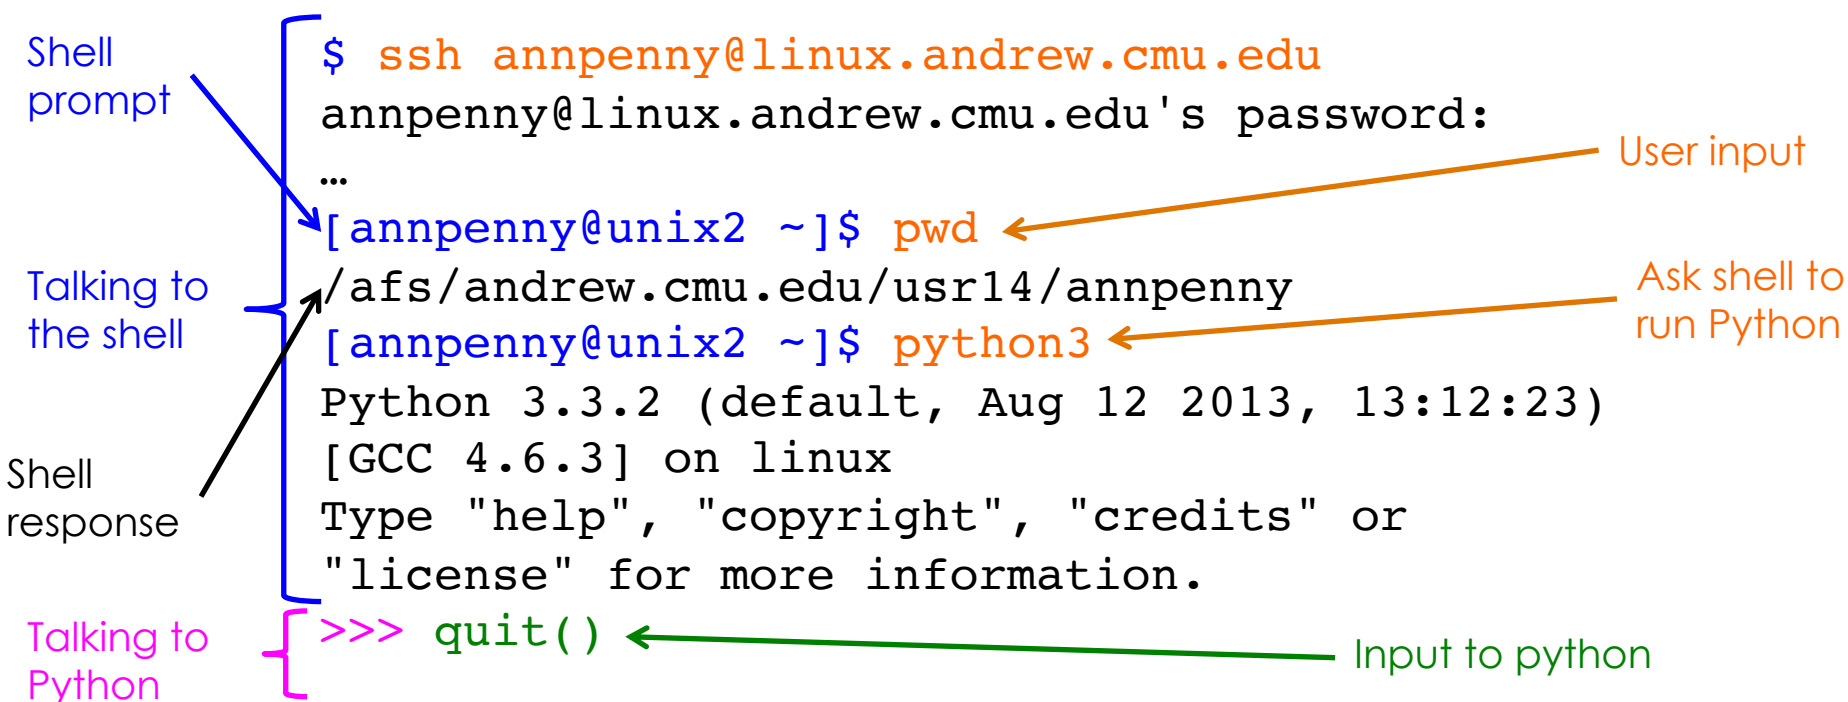 Shell
prompt
$ ssh annpenny@linux.andrew.cmu.edu
annpenny@linux.andrew.cmu.edu's password:
…
User input
[annpenny@unix2 ~]$ pwd
Talking to
the shell
/afs/andrew.cmu.edu/usr14/annpenny
Ask shell to
run Python
[annpenny@unix2 ~]$ python3
Python 3.3.2 (default, Aug 12 2013, 13:12:23)
[GCC 4.6.3] on linux
Shell
response
Type "help", "copyright", "credits" or
"license" for more information.
Talking to
Python
>>> quit()
Input to python